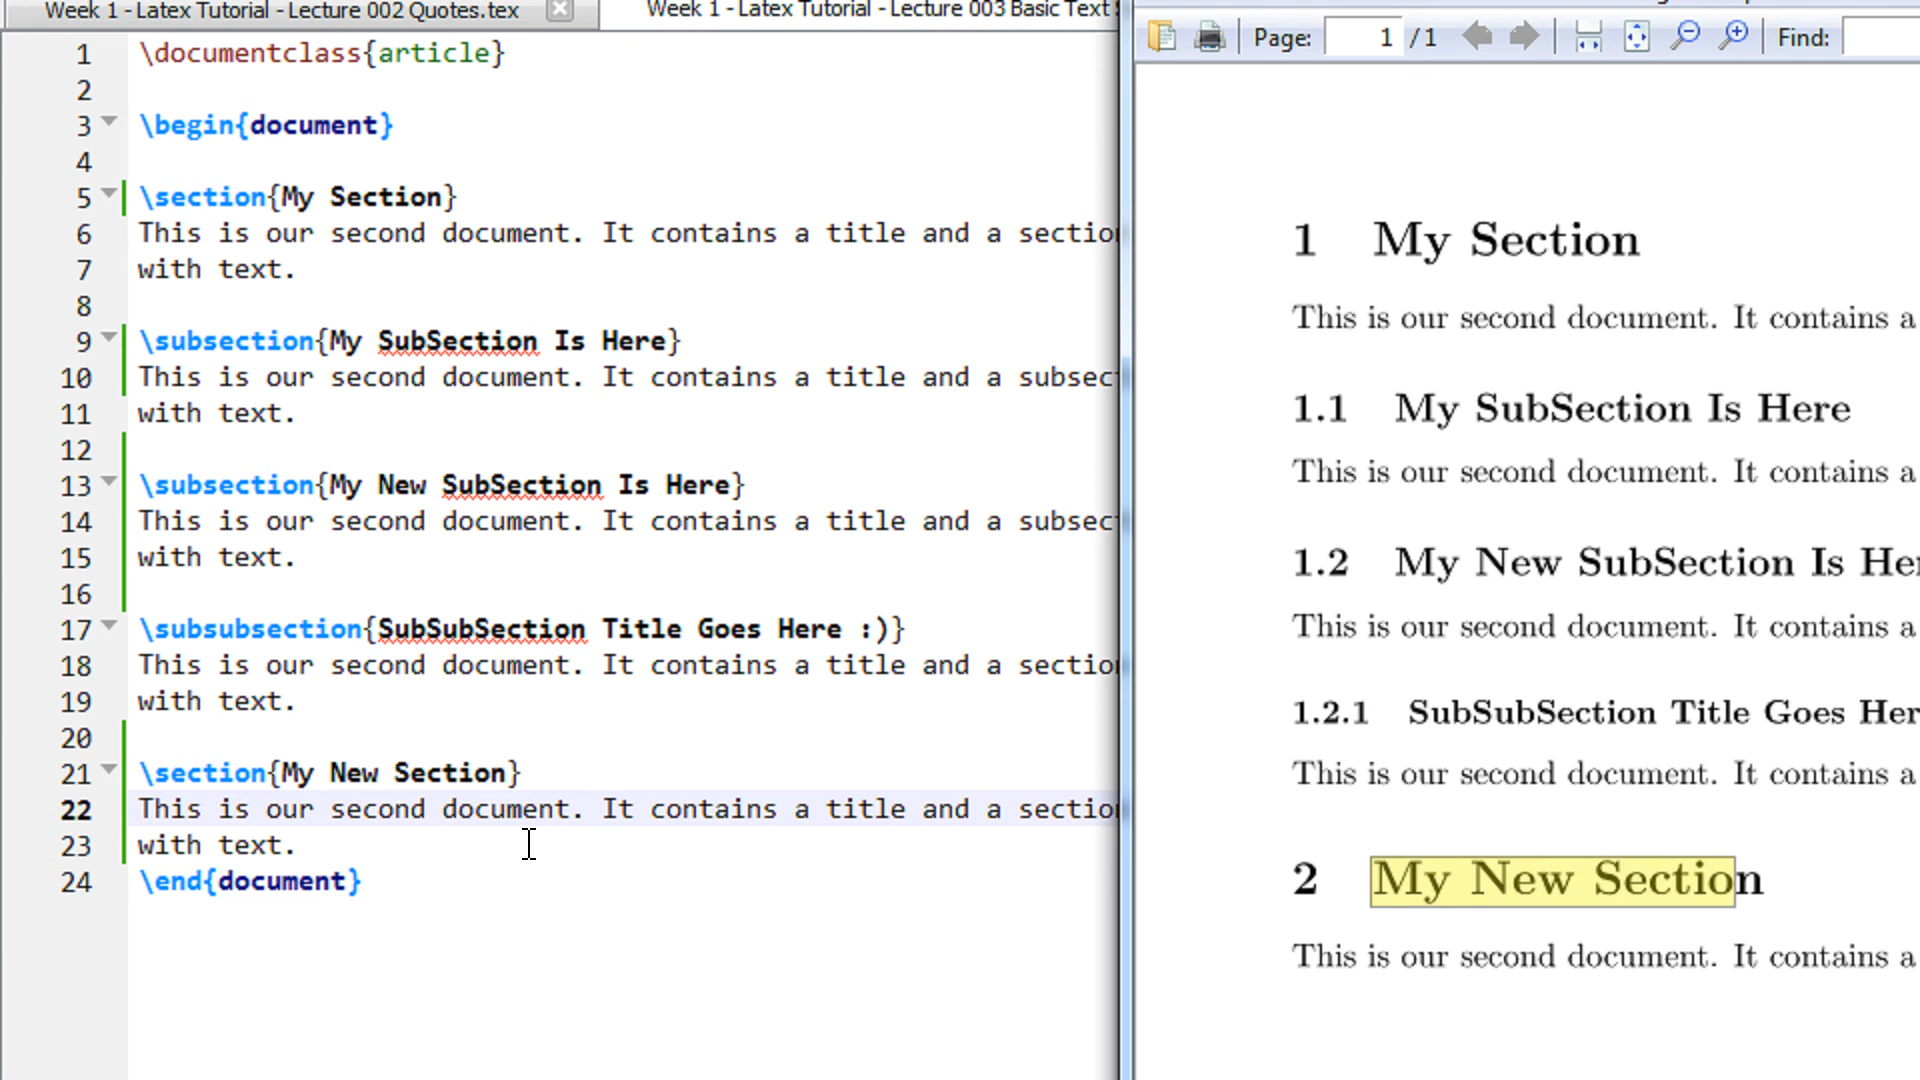 Week 1 - Latex Tutorial - Lecture 002 Quotes.tex
Week 1 - Latex Tutorial - Lecture 003 Basic Text
1 \documentclass{article}
2
3 \begin{document}
4
5 \section{My Section}
6 This is our second document. It contains a title and a section
7 with text.
8
9 \subsection{My SubSection Is Here}
10 This is our second document. It contains a title and a subsect
11 with text.
12
13 \subsection{My New SubSection Is Here}
14 This is our second document. It contains a title and a subsect
15 with text.
16
17 \subsubsection{SubSubSection Title Goes Here :)}
18 This is our second document. It contains a title and a section
19 with text.
20
21 \section{My New Section}
22 This is our second document. It contains a title and a section
23 with text.
24 \end{document}
Page: 1 / 1 Find:
1 My Section
This is our second document. It contains a
1.1 My SubSection Is Here
This is our second document. It contains a
1.2 My New SubSection Is Her
This is our second document. It contains a
1.2.1 SubSubSection Title Goes Her
This is our second document. It contains a
2 My New Section
This is our second document. It contains a